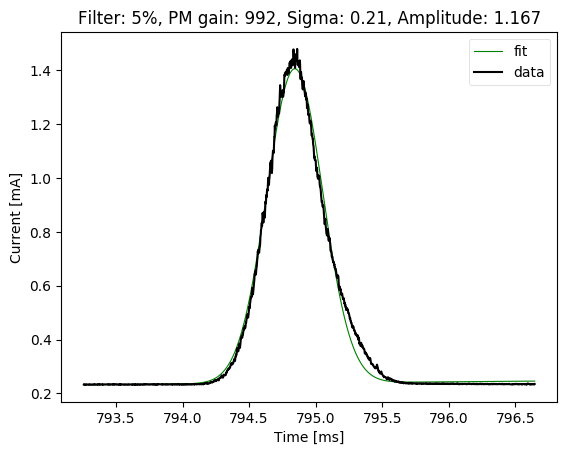 Filter: 5%, PM gain: 992, Sigma: 0.21, Amplitude: 1.167
fit
data
1.4
1.2
1.0
0.8
0.6
0.4
0.2
Current [mA]
793.5 794.0 794.5 795.0 795.5 796.0 796.5
Time [ms]